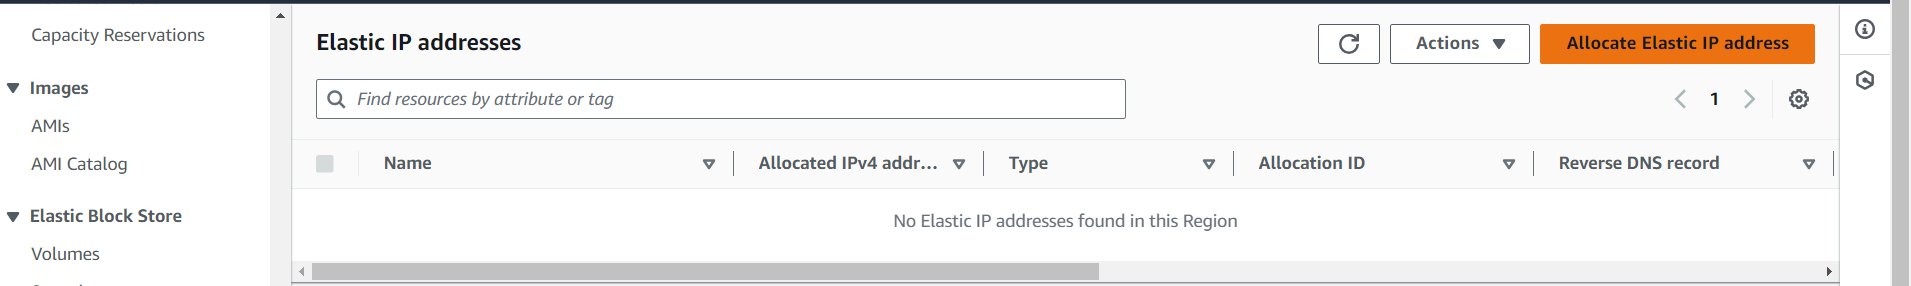 Capacity Reservations
Images
AMIs
AMI Catalog
Elastic Block Store
Volumes
Elastic IP addresses
Actions
Allocate Elastic IP address
Find resources by attribute or tag
1
Name
Allocated IPv4 addr...
Type
Allocation ID
Reverse DNS record
No Elastic IP addresses found in this Region